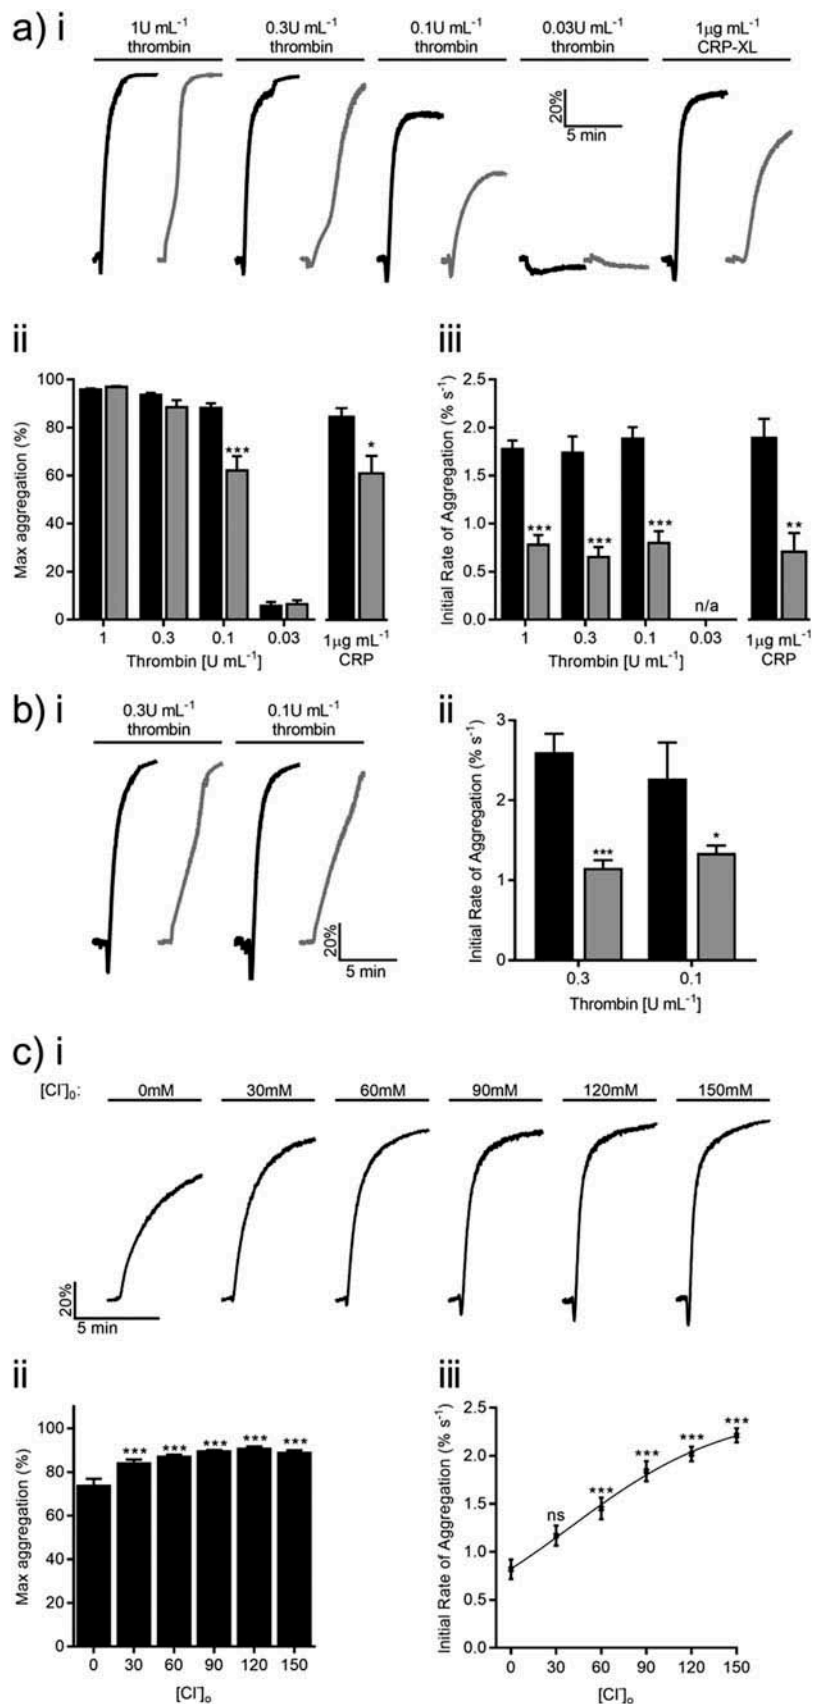 a) i
1U mL⁻¹ thrombin
0.3U mL⁻¹ thrombin
0.1U mL⁻¹ thrombin
0.03U mL⁻¹ thrombin
1µg mL⁻¹ CRP-XL
20%
5 min
ii
Max aggregation (%)
100
80
60
40
20
0
***
*
1
0.3
0.1
0.03
1µg mL⁻¹
CRP
Thrombin [U mL⁻¹]
iii
Initial Rate of Aggregation (% s⁻¹)
2.5
2.0
1.5
1.0
0.5
0.0
***
***
***
n/a
**
1
0.3
0.1
0.03
1µg mL⁻¹
CRP
Thrombin [U mL⁻¹]
b) i
0.3U mL⁻¹ thrombin
0.1U mL⁻¹ thrombin
20%
5 min
ii
Initial Rate of Aggregation (% s⁻¹)
3
2
1
0
***
*
0.3
0.1
Thrombin [U mL⁻¹]
c) i
[Cl⁻]₀:
0mM
30mM
60mM
90mM
120mM
150mM
20%
5 min
ii
Max aggregation (%)
100
80
60
40
20
0
***
***
***
***
***
0
30
60
90
120
150
[Cl⁻]ₒ
iii
Initial Rate of Aggregation (% s⁻¹)
2.5
2.0
1.5
1.0
0.5
0.0
ns
***
***
***
***
0
30
60
90
120
150
[Cl⁻]ₒ